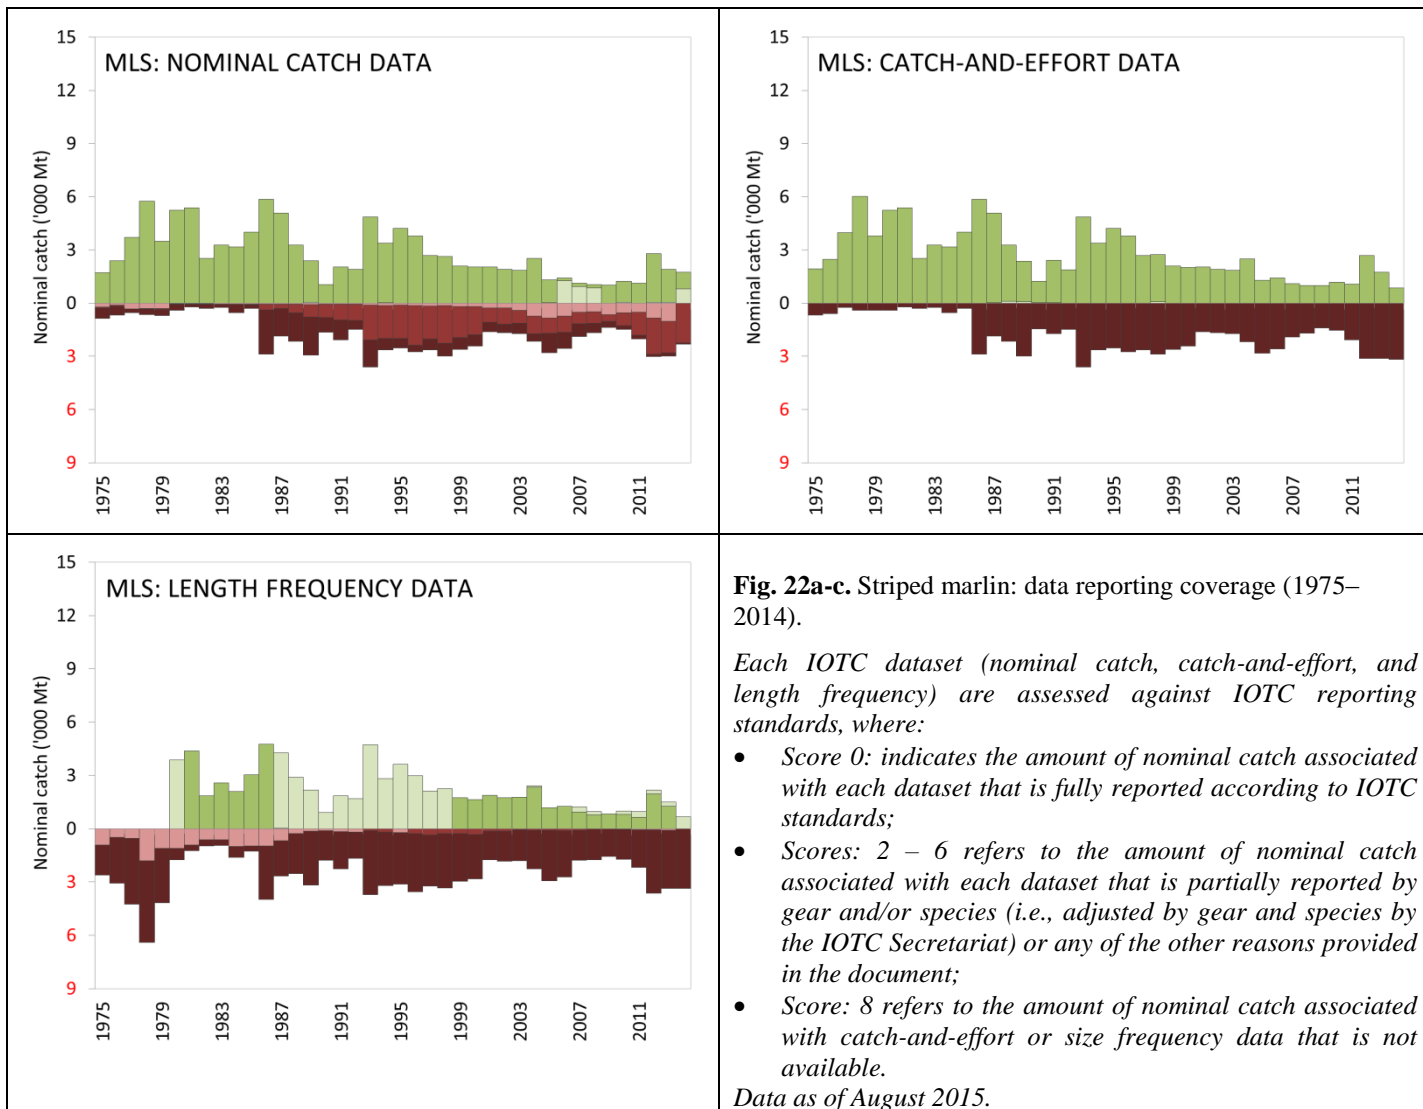 MLS: NOMINAL CATCH DATA
Nominal catch ('000 Mt)
15
12
9
6
3
0
3
6
9
1975
1979
1983
1987
1991
1995
1999
2003
2007
2011
MLS: CATCH-AND-EFFORT DATA
Nominal catch ('000 Mt)
15
12
9
6
3
0
3
6
9
1975
1979
1983
1987
1991
1995
1999
2003
2007
2011
MLS: LENGTH FREQUENCY DATA
Nominal catch ('000 Mt)
15
12
9
6
3
0
3
6
9
1975
1979
1983
1987
1991
1995
1999
2003
2007
2011
Fig. 22a-c. Striped marlin: data reporting coverage (1975–
2014).
Each IOTC dataset (nominal catch, catch-and-effort, and
length frequency) are assessed against IOTC reporting
standards, where:
• Score 0: indicates the amount of nominal catch associated
with each dataset that is fully reported according to IOTC
standards;
• Scores: 2 – 6 refers to the amount of nominal catch
associated with each dataset that is partially reported by
gear and/or species (i.e., adjusted by gear and species by
the IOTC Secretariat) or any of the other reasons provided
in the document;
• Score: 8 refers to the amount of nominal catch associated
with catch-and-effort or size frequency data that is not
available.
Data as of August 2015.